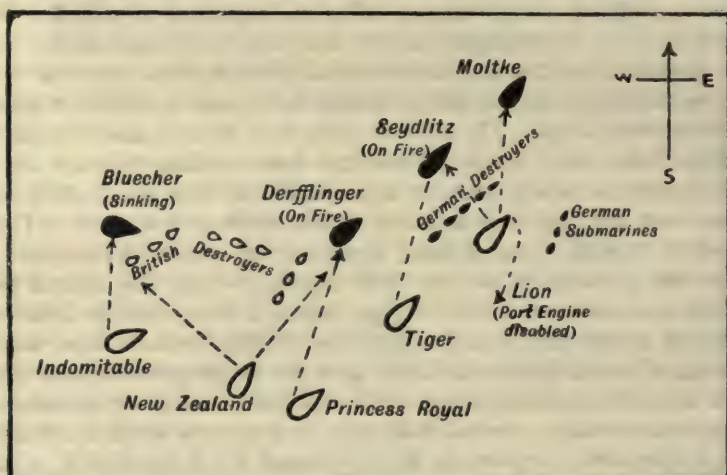 Moltke
W E
S
Seydlitz
(On Fire)
Bluecher
(Sinking)
Derfflinger
(On Fire)
German Destroyers
German
Submarines
British Destroyers
Lion
(Port Engine
disabled)
Tiger
Indomitable
New Zealand
Princess Royal